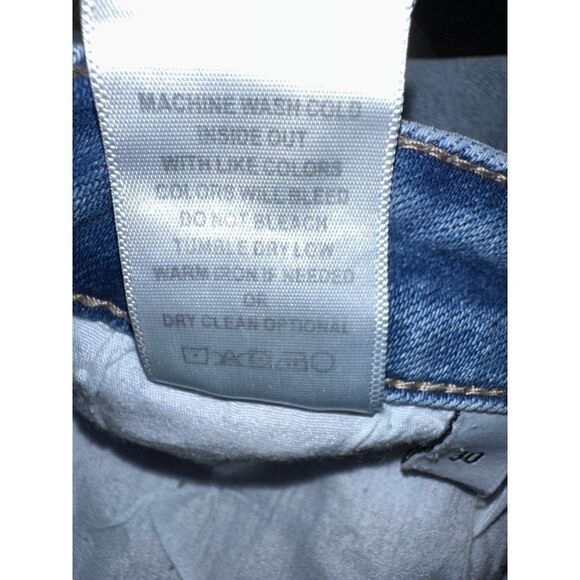 MACHINE WASH COLD
INSIDE OUT
WITH LIKE COLORS
COLORS WILL BLEED
DO NOT BLEACH
TUMBLE DRY LOW
WARM IRON IF NEEDED
OR
DRY CLEAN OPTIONAL